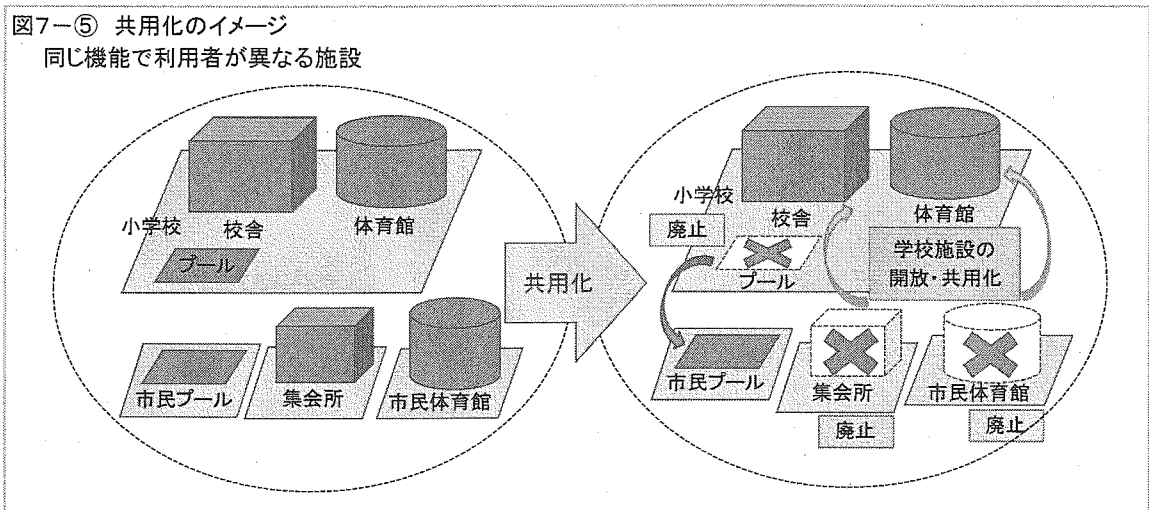 図7－⑤ 共用化のイメージ
同じ機能で利用者が異なる施設
小学校
校舎
体育館
プール
市民プール
集会所
市民体育館
共用化
小学校
校舎
体育館
廃止
プール
学校施設の
開放・共用化
市民プール
集会所
市民体育館
廃止
廃止